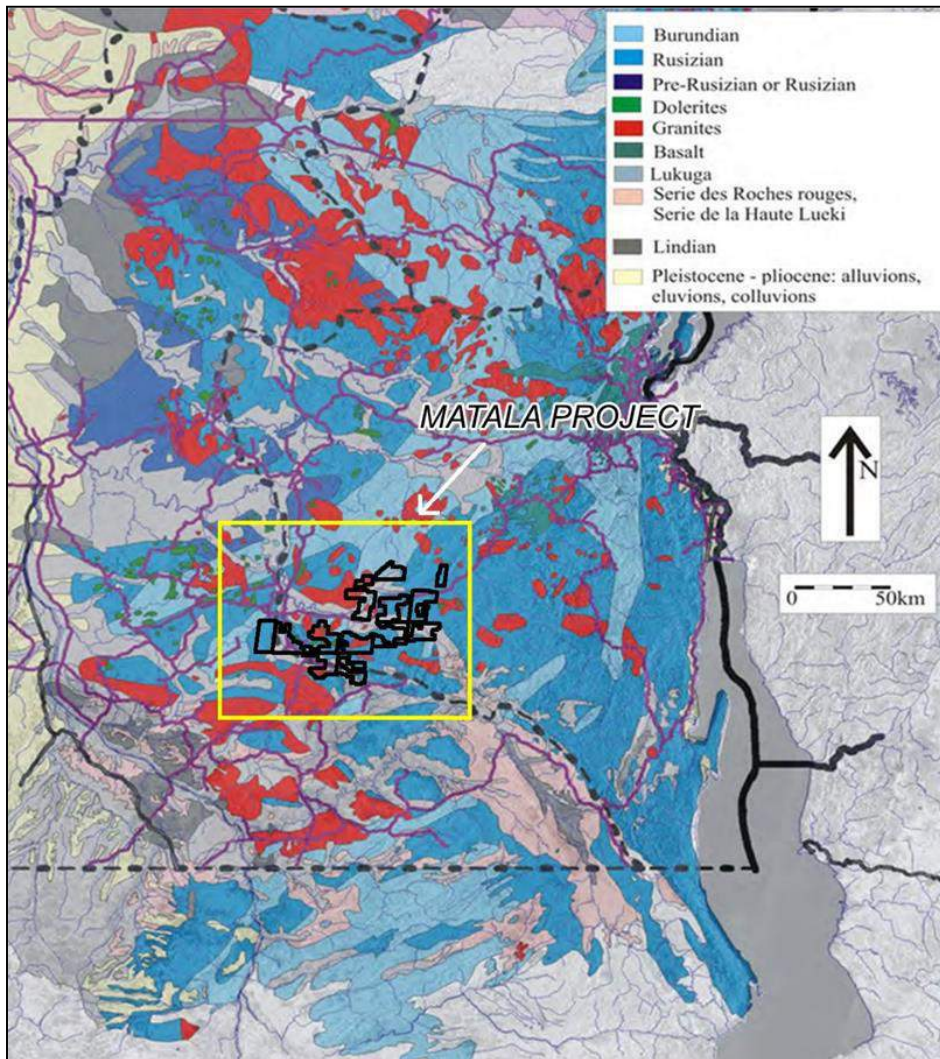 Burundian
Rusizian
Pre-Rusizian or Rusizian
Dolerites
Granites
Basalt
Lukuga
Serie des Roches rouges,
Serie de la Haute Lueki
Lindian
Pleistocene - pliocene: alluvions,
eluvions, colluvions
MATALA PROJECT
N
0 50km